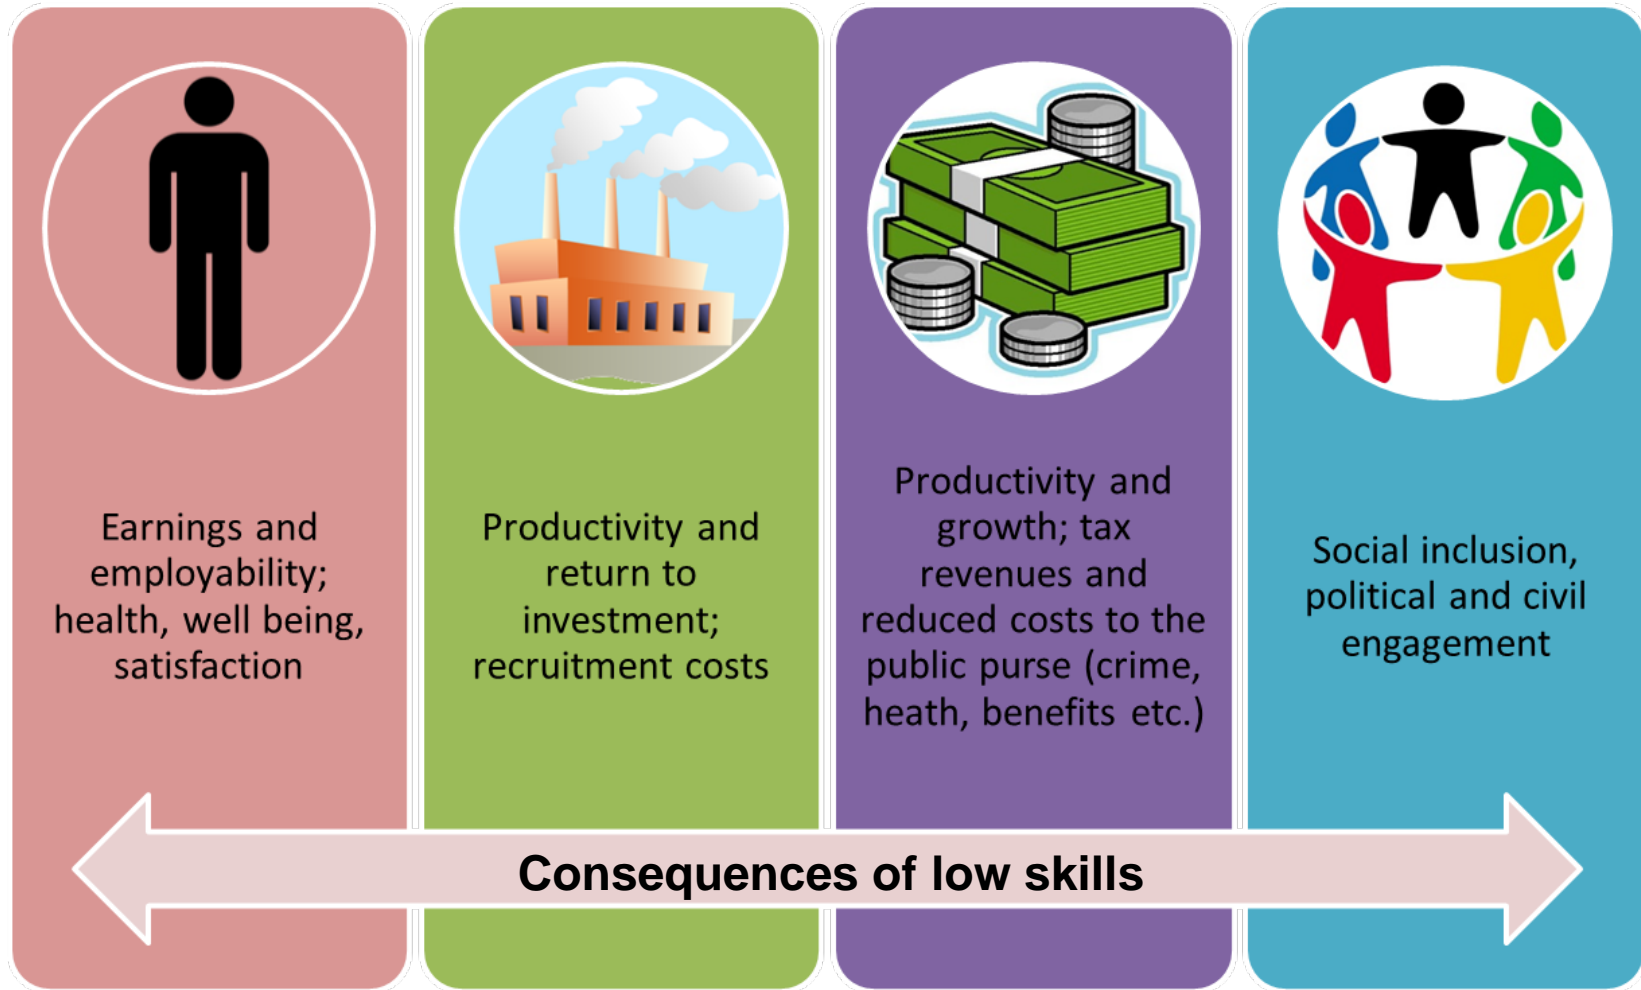 Earnings and
employability;
health, well being,
satisfaction
Productivity and
return to
investment;
recruitment costs
Productivity and
growth; tax
revenues and
reduced costs to the
public purse (crime,
heath, benefits etc.)
Social inclusion,
political and civil
engagement
Consequences of low skills